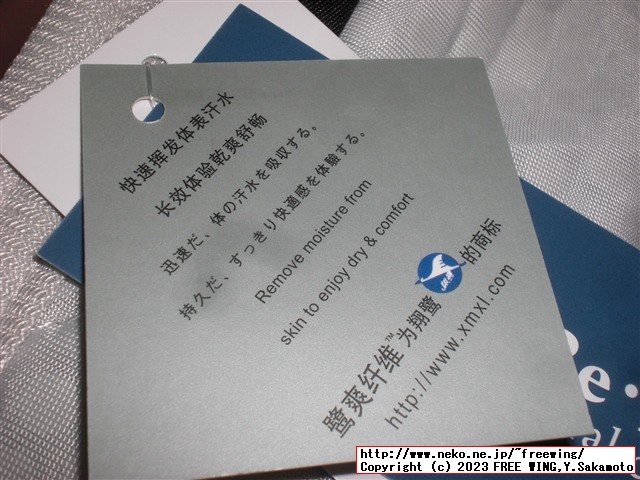 快速挥发体表汗水
长效体验乾爽舒畅
迅速だ、体の汗水を吸収する。
持久だ、すっきり快適感を体験する。
Remove moisture from
skin to enjoy dry & comfort
鹭爽纤维™为翔鹭的商标
http://www.xmxl.com
http://www.neko.ne.jp/~freewing/
Copyright (c) 2023 FREE WING,Y.Sakamoto